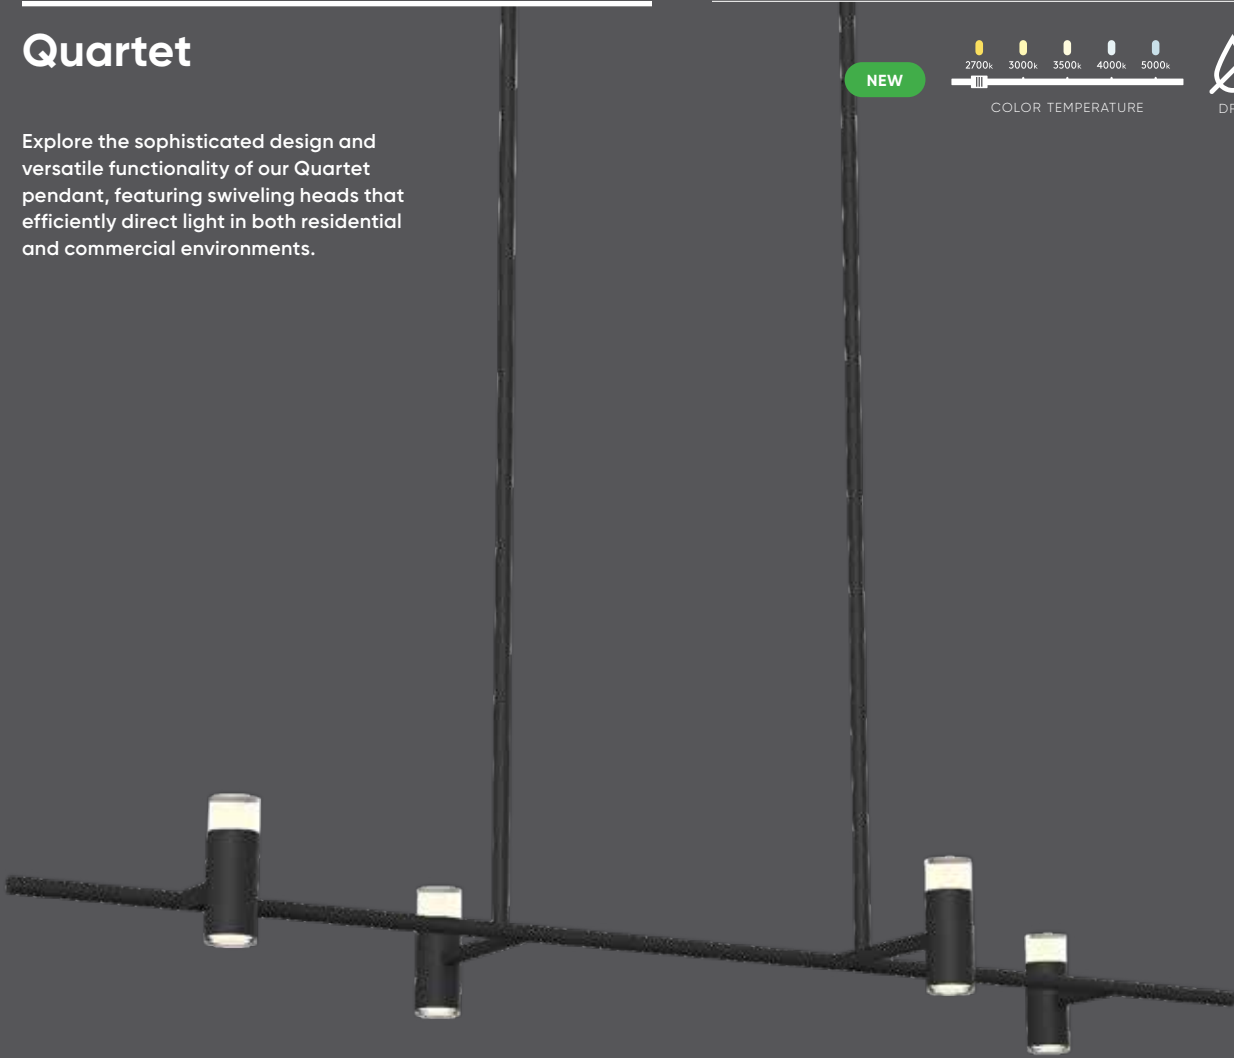 Quartet
Explore the sophisticated design and
versatile functionality of our Quartet
pendant, featuring swiveling heads that
efficiently direct light in both residential
and commercial environments.
NEW
2700k 3000k 3500k 4000k 5000k
COLOR TEMPERATURE